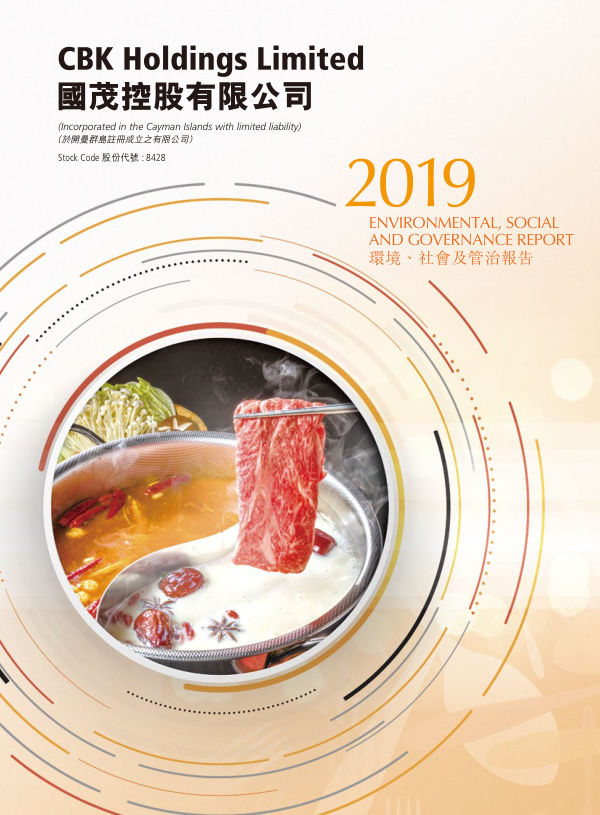 CBK Holdings Limited
國茂控股有限公司
(Incorporated in the Cayman Islands with limited liability)
（於開曼群島註冊成立之有限公司）
Stock Code 股份代號 : 8428
2019
ENVIRONMENTAL, SOCIAL
AND GOVERNANCE REPORT
環境、社會及管治報告